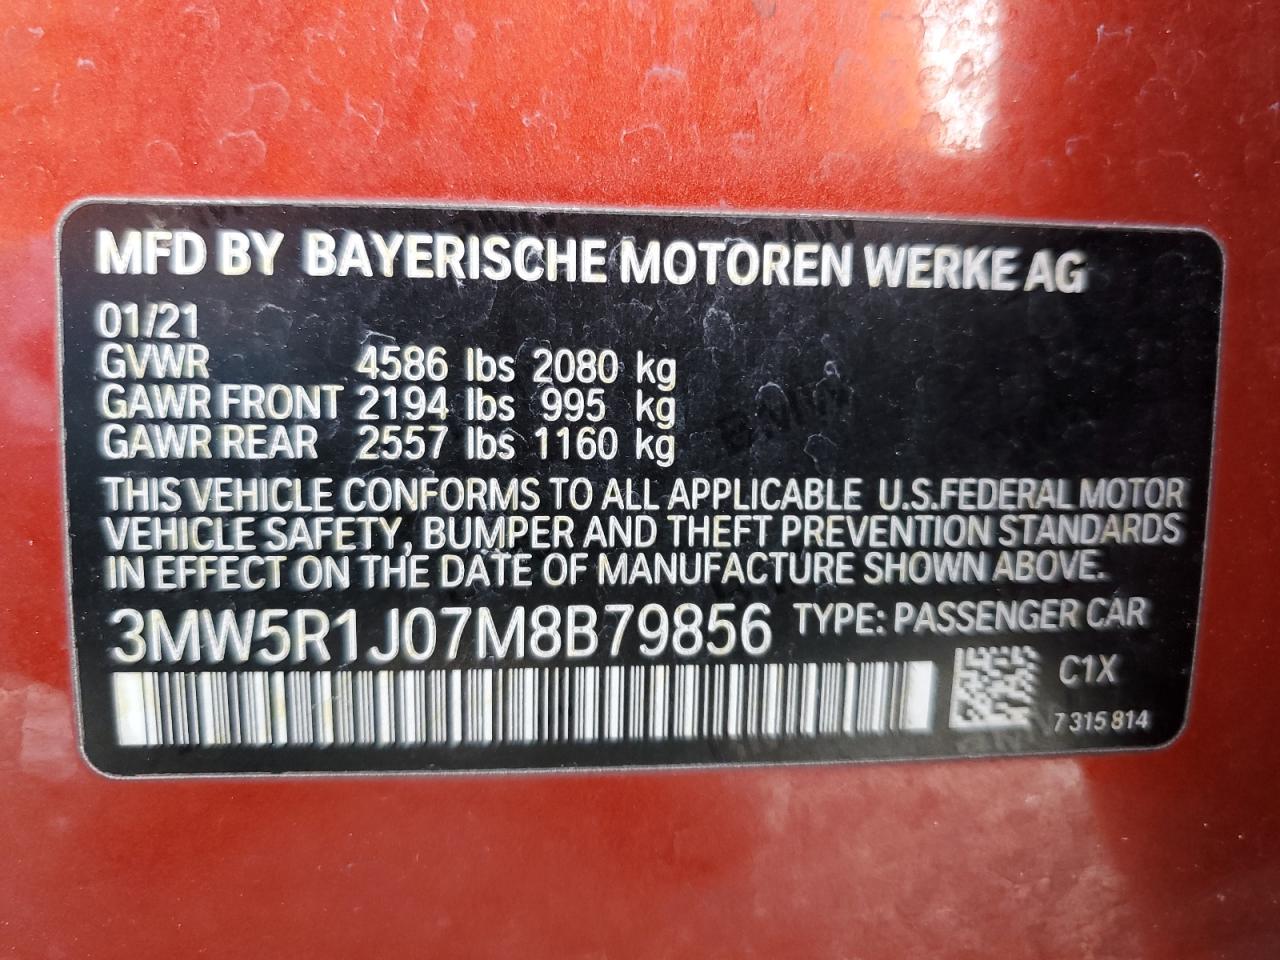 MFD BY BAYERISCHE MOTOREN WERKE AG
01/21
GVWR 4586 lbs 2080 kg
GAWR FRONT 2194 lbs 995 kg
GAWR REAR 2557 lbs 1160 kg
THIS VEHICLE CONFORMS TO ALL APPLICABLE U.S.FEDERAL MOTOR
VEHICLE SAFETY, BUMPER AND THEFT PREVENTION STANDARDS
IN EFFECT ON THE DATE OF MANUFACTURE SHOWN ABOVE.
3MW5R1J07M8B79856 TYPE: PASSENGER CAR
C1X
7 315 814